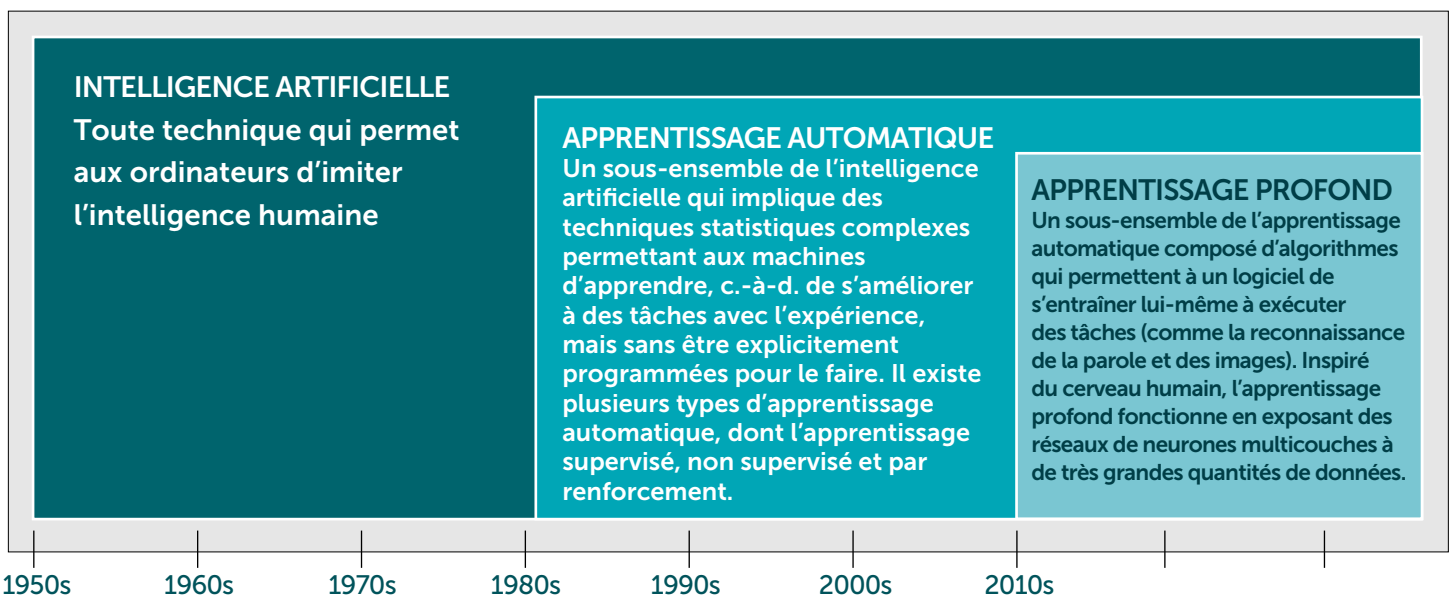 INTELLIGENCE ARTIFICIELLE
Toute technique qui permet
aux ordinateurs d’imiter
l’intelligence humaine
APPRENTISSAGE AUTOMATIQUE
Un sous-ensemble de l’intelligence
artificielle qui implique des
techniques statistiques complexes
permettant aux machines
d’apprendre, c.-à-d. de s’améliorer
à des tâches avec l’expérience,
mais sans être explicitement
programmées pour le faire. Il existe
plusieurs types d’apprentissage
automatique, dont l’apprentissage
supervisé, non supervisé et par
renforcement.
APPRENTISSAGE PROFOND
Un sous-ensemble de l’apprentissage
automatique composé d’algorithmes
qui permettent à un logiciel de
s’entraîner lui-même à exécuter
des tâches (comme la reconnaissance
de la parole et des images). Inspiré
du cerveau humain, l’apprentissage
profond fonctionne en exposant des
réseaux de neurones multicouches à
de très grandes quantités de données.
1950s 1960s 1970s 1980s 1990s 2000s 2010s